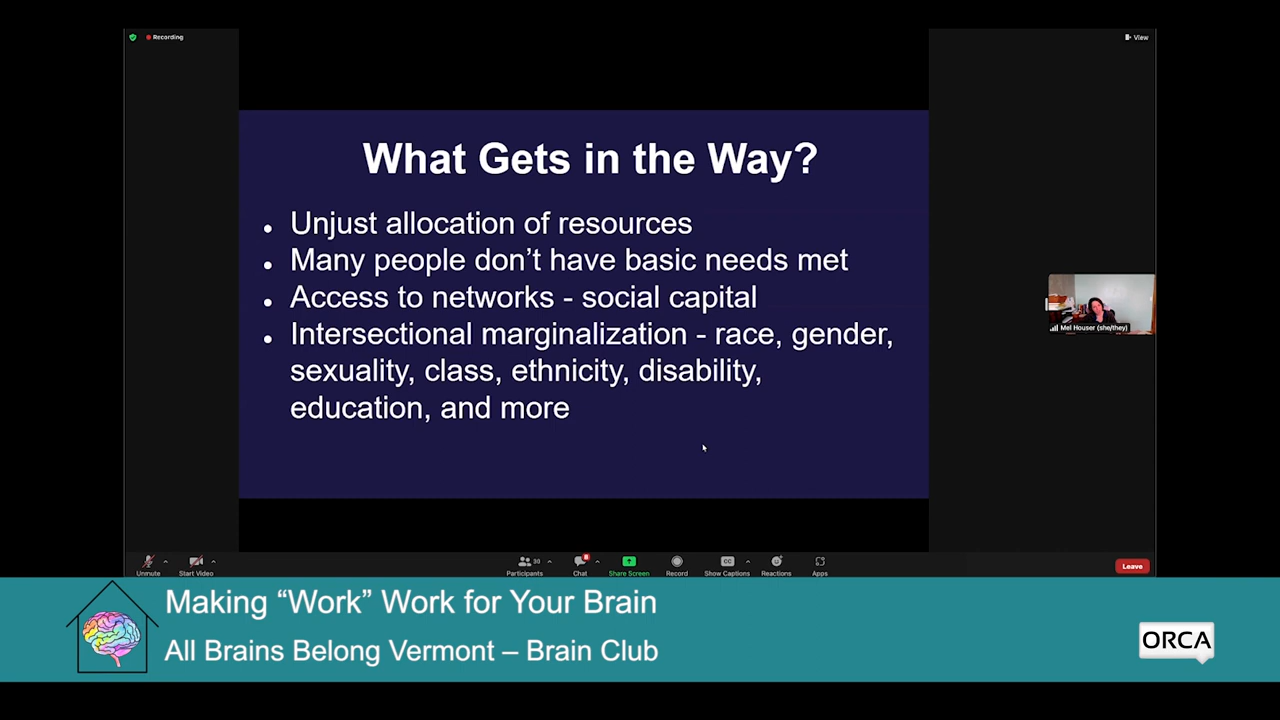 Recording
View
What Gets in the Way?
• Unjust allocation of resources
• Many people don’t have basic needs met
• Access to networks - social capital
• Intersectional marginalization - race, gender,
sexuality, class, ethnicity, disability,
education, and more
Mel Houser (she/they)
Unmute
Start Video
30
Participants
8
Chat
Share Screen
Record
CC
Show Captions
Reactions
Apps
Leave
Making “Work” Work for Your Brain
All Brains Belong Vermont – Brain Club
ORCA